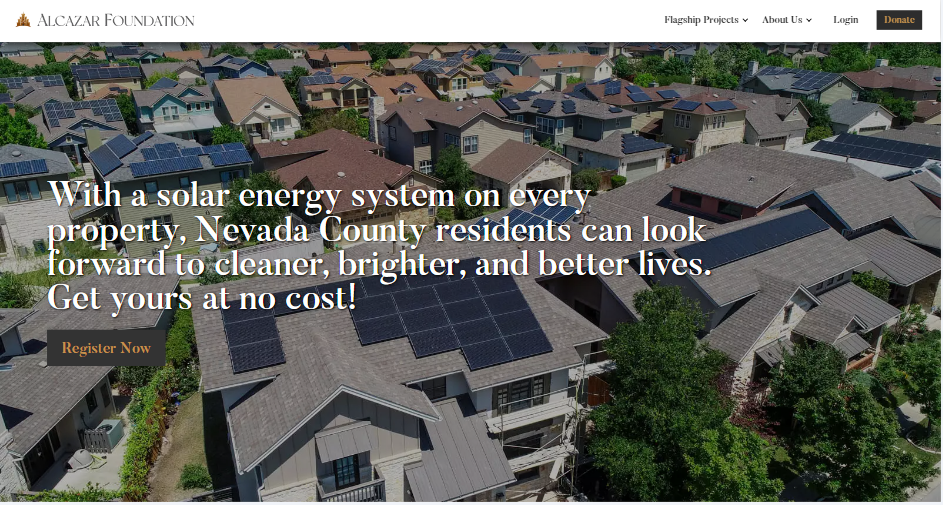 ALCAZAR FOUNDATION
Flagship Projects About Us Login Donate
With a solar energy system on every
property, Nevada County residents can look
forward to cleaner, brighter, and better lives.
Get yours at no cost!
Register Now